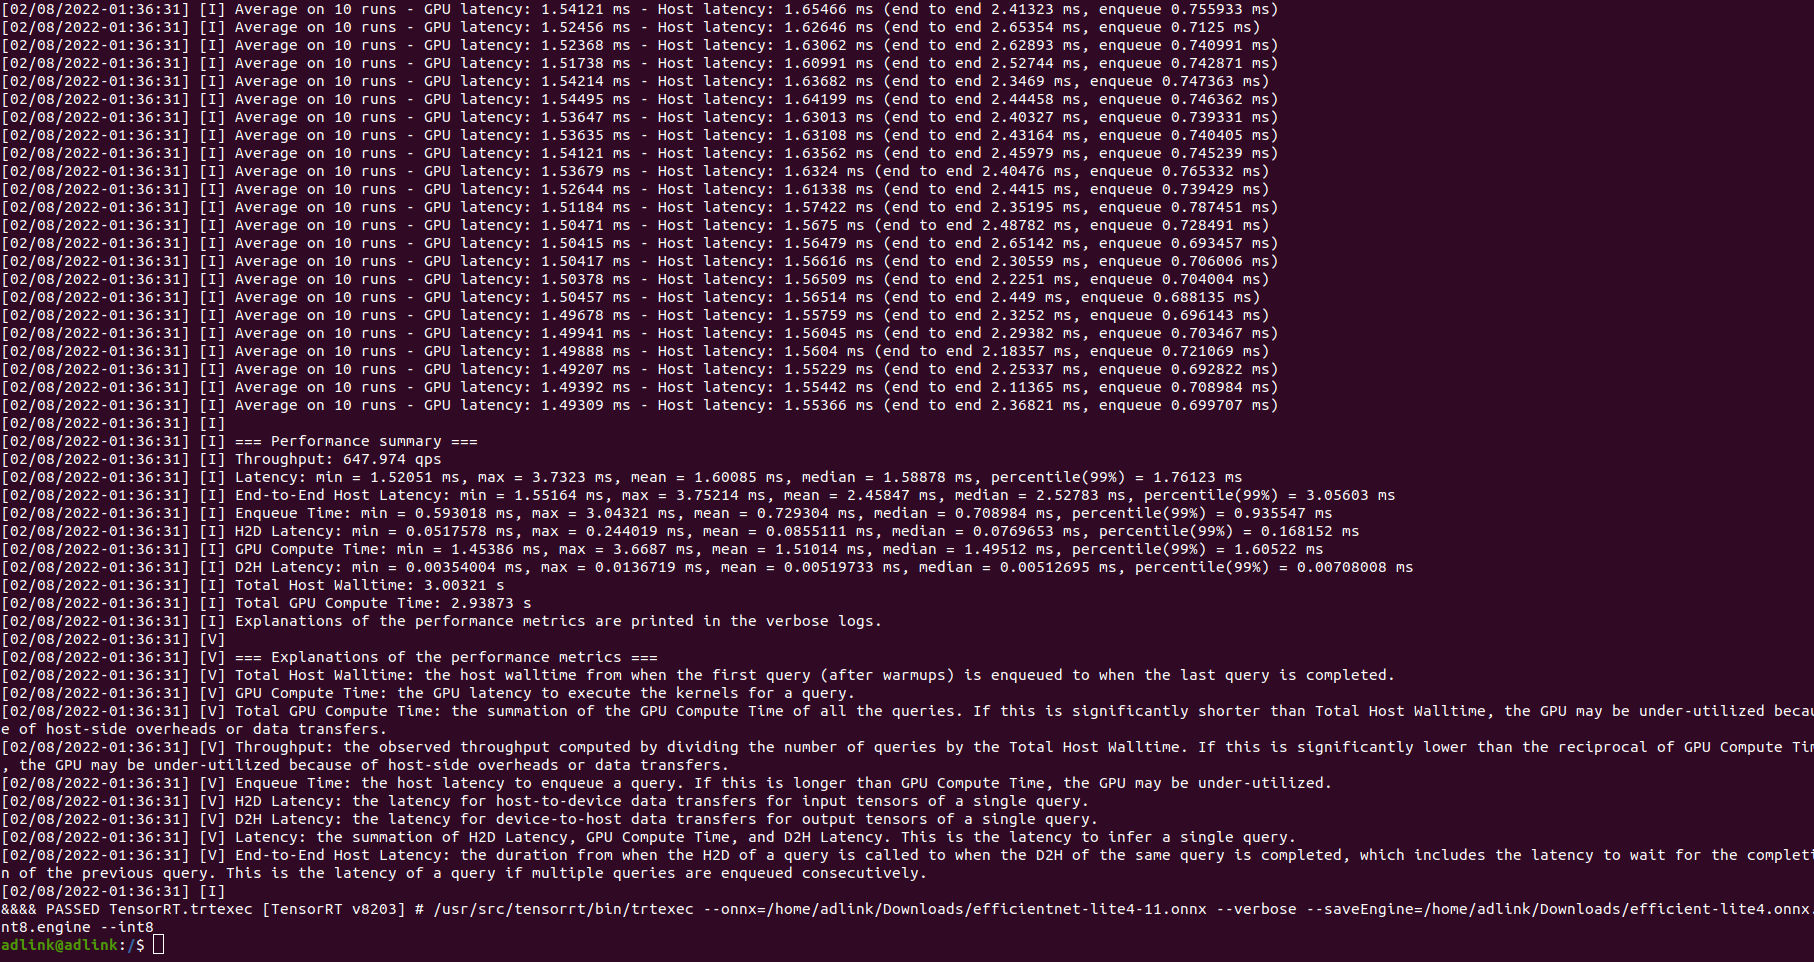 [02/08/2022-01:36:31] [I] Average on 10 runs - GPU latency: 1.54121 ms - Host latency: 1.65466 ms (end to end 2.41323 ms, enqueue 0.755933 ms)
[02/08/2022-01:36:31] [I] Average on 10 runs - GPU latency: 1.52456 ms - Host latency: 1.62646 ms (end to end 2.65354 ms, enqueue 0.7125 ms)
[02/08/2022-01:36:31] [I] Average on 10 runs - GPU latency: 1.52368 ms - Host latency: 1.63062 ms (end to end 2.62893 ms, enqueue 0.740991 ms)
[02/08/2022-01:36:31] [I] Average on 10 runs - GPU latency: 1.51738 ms - Host latency: 1.60991 ms (end to end 2.52744 ms, enqueue 0.742871 ms)
[02/08/2022-01:36:31] [I] Average on 10 runs - GPU latency: 1.54214 ms - Host latency: 1.63682 ms (end to end 2.3469 ms, enqueue 0.747363 ms)
[02/08/2022-01:36:31] [I] Average on 10 runs - GPU latency: 1.54495 ms - Host latency: 1.64199 ms (end to end 2.44458 ms, enqueue 0.746362 ms)
[02/08/2022-01:36:31] [I] Average on 10 runs - GPU latency: 1.53647 ms - Host latency: 1.63013 ms (end to end 2.40327 ms, enqueue 0.739331 ms)
[02/08/2022-01:36:31] [I] Average on 10 runs - GPU latency: 1.53635 ms - Host latency: 1.63108 ms (end to end 2.43164 ms, enqueue 0.740405 ms)
[02/08/2022-01:36:31] [I] Average on 10 runs - GPU latency: 1.54121 ms - Host latency: 1.63562 ms (end to end 2.45979 ms, enqueue 0.745239 ms)
[02/08/2022-01:36:31] [I] Average on 10 runs - GPU latency: 1.53679 ms - Host latency: 1.6324 ms (end to end 2.40476 ms, enqueue 0.765332 ms)
[02/08/2022-01:36:31] [I] Average on 10 runs - GPU latency: 1.52644 ms - Host latency: 1.61338 ms (end to end 2.4415 ms, enqueue 0.739429 ms)
[02/08/2022-01:36:31] [I] Average on 10 runs - GPU latency: 1.51184 ms - Host latency: 1.57422 ms (end to end 2.35195 ms, enqueue 0.787451 ms)
[02/08/2022-01:36:31] [I] Average on 10 runs - GPU latency: 1.50471 ms - Host latency: 1.5675 ms (end to end 2.48782 ms, enqueue 0.728491 ms)
[02/08/2022-01:36:31] [I] Average on 10 runs - GPU latency: 1.50415 ms - Host latency: 1.56479 ms (end to end 2.65142 ms, enqueue 0.693457 ms)
[02/08/2022-01:36:31] [I] Average on 10 runs - GPU latency: 1.50417 ms - Host latency: 1.56616 ms (end to end 2.30559 ms, enqueue 0.706006 ms)
[02/08/2022-01:36:31] [I] Average on 10 runs - GPU latency: 1.50378 ms - Host latency: 1.56509 ms (end to end 2.2251 ms, enqueue 0.704004 ms)
[02/08/2022-01:36:31] [I] Average on 10 runs - GPU latency: 1.50457 ms - Host latency: 1.56514 ms (end to end 2.449 ms, enqueue 0.688135 ms)
[02/08/2022-01:36:31] [I] Average on 10 runs - GPU latency: 1.49678 ms - Host latency: 1.55759 ms (end to end 2.3252 ms, enqueue 0.696143 ms)
[02/08/2022-01:36:31] [I] Average on 10 runs - GPU latency: 1.49941 ms - Host latency: 1.56045 ms (end to end 2.29382 ms, enqueue 0.703467 ms)
[02/08/2022-01:36:31] [I] Average on 10 runs - GPU latency: 1.49888 ms - Host latency: 1.5604 ms (end to end 2.18357 ms, enqueue 0.721069 ms)
[02/08/2022-01:36:31] [I] Average on 10 runs - GPU latency: 1.49207 ms - Host latency: 1.55229 ms (end to end 2.25337 ms, enqueue 0.692822 ms)
[02/08/2022-01:36:31] [I] Average on 10 runs - GPU latency: 1.49392 ms - Host latency: 1.55442 ms (end to end 2.11365 ms, enqueue 0.708984 ms)
[02/08/2022-01:36:31] [I] Average on 10 runs - GPU latency: 1.49309 ms - Host latency: 1.55366 ms (end to end 2.36821 ms, enqueue 0.699707 ms)
[02/08/2022-01:36:31] [I]
[02/08/2022-01:36:31] [I] === Performance summary ===
[02/08/2022-01:36:31] [I] Throughput: 647.974 qps
[02/08/2022-01:36:31] [I] Latency: min = 1.52051 ms, max = 3.7323 ms, mean = 1.60085 ms, median = 1.58878 ms, percentile(99%) = 1.76123 ms
[02/08/2022-01:36:31] [I] End-to-End Host Latency: min = 1.55164 ms, max = 3.75214 ms, mean = 2.45847 ms, median = 2.52783 ms, percentile(99%) = 3.05603 ms
[02/08/2022-01:36:31] [I] Enqueue Time: min = 0.593018 ms, max = 3.04321 ms, mean = 0.729304 ms, median = 0.708984 ms, percentile(99%) = 0.935547 ms
[02/08/2022-01:36:31] [I] H2D Latency: min = 0.0517578 ms, max = 0.244019 ms, mean = 0.0855111 ms, median = 0.0769653 ms, percentile(99%) = 0.168152 ms
[02/08/2022-01:36:31] [I] GPU Compute Time: min = 1.45386 ms, max = 3.6687 ms, mean = 1.51014 ms, median = 1.49512 ms, percentile(99%) = 1.60522 ms
[02/08/2022-01:36:31] [I] D2H Latency: min = 0.00354004 ms, max = 0.0136719 ms, mean = 0.00519733 ms, median = 0.00512695 ms, percentile(99%) = 0.00708008 ms
[02/08/2022-01:36:31] [I] Total Host Walltime: 3.00321 s
[02/08/2022-01:36:31] [I] Total GPU Compute Time: 2.93873 s
[02/08/2022-01:36:31] [I] Explanations of the performance metrics are printed in the verbose logs.
[02/08/2022-01:36:31] [V]
[02/08/2022-01:36:31] [V] === Explanations of the performance metrics ===
[02/08/2022-01:36:31] [V] Total Host Walltime: the host walltime from when the first query (after warmups) is enqueued to when the last query is completed.
[02/08/2022-01:36:31] [V] GPU Compute Time: the GPU latency to execute the kernels for a query.
[02/08/2022-01:36:31] [V] Total GPU Compute Time: the summation of the GPU Compute Time of all the queries. If this is significantly shorter than Total Host Walltime, the GPU may be under-utilized becau
e of host-side overheads or data transfers.
[02/08/2022-01:36:31] [V] Throughput: the observed throughput computed by dividing the number of queries by the Total Host Walltime. If this is significantly lower than the reciprocal of GPU Compute Tim
, the GPU may be under-utilized because of host-side overheads or data transfers.
[02/08/2022-01:36:31] [V] Enqueue Time: the host latency to enqueue a query. If this is longer than GPU Compute Time, the GPU may be under-utilized.
[02/08/2022-01:36:31] [V] H2D Latency: the latency for host-to-device data transfers for input tensors of a single query.
[02/08/2022-01:36:31] [V] D2H Latency: the latency for device-to-host data transfers for output tensors of a single query.
[02/08/2022-01:36:31] [V] Latency: the summation of H2D Latency, GPU Compute Time, and D2H Latency. This is the latency to infer a single query.
[02/08/2022-01:36:31] [V] End-to-End Host Latency: the duration from when the H2D of a query is called to when the D2H of the same query is completed, which includes the latency to wait for the completi
n of the previous query. This is the latency of a query if multiple queries are enqueued consecutively.
[02/08/2022-01:36:31] [I]
&&&& PASSED TensorRT.trtexec [TensorRT v8203] # /usr/src/tensorrt/bin/trtexec --onnx=/home/adlink/Downloads/efficientnet-lite4-11.onnx --verbose --saveEngine=/home/adlink/Downloads/efficient-lite4.onnx.
nt8.engine --int8
adlink@adlink:/$